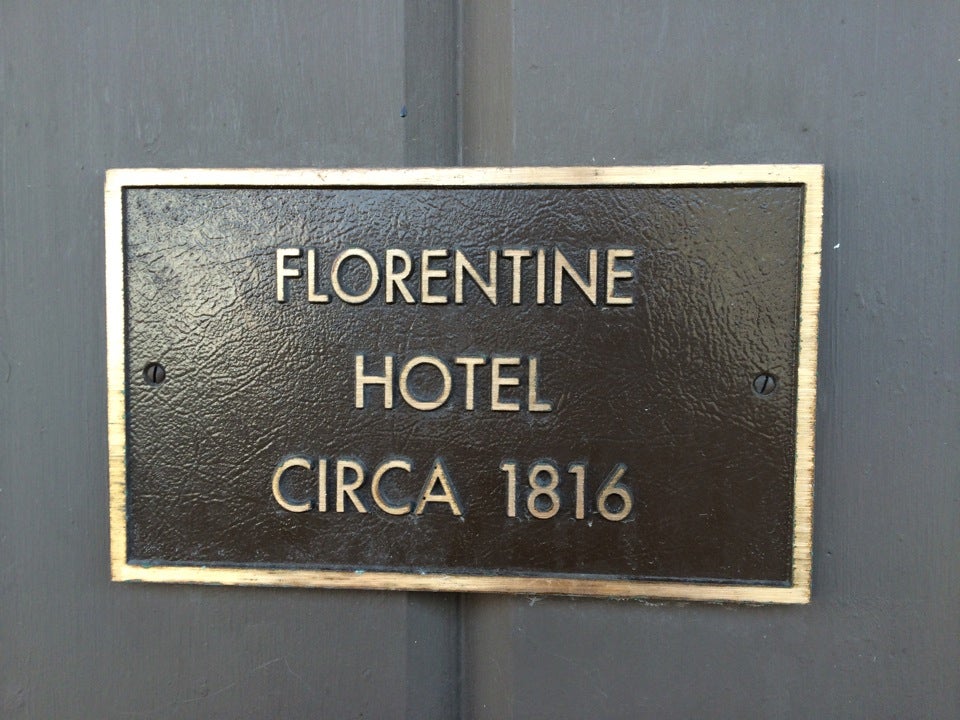 FLORENTINE
HOTEL
CIRCA 1816